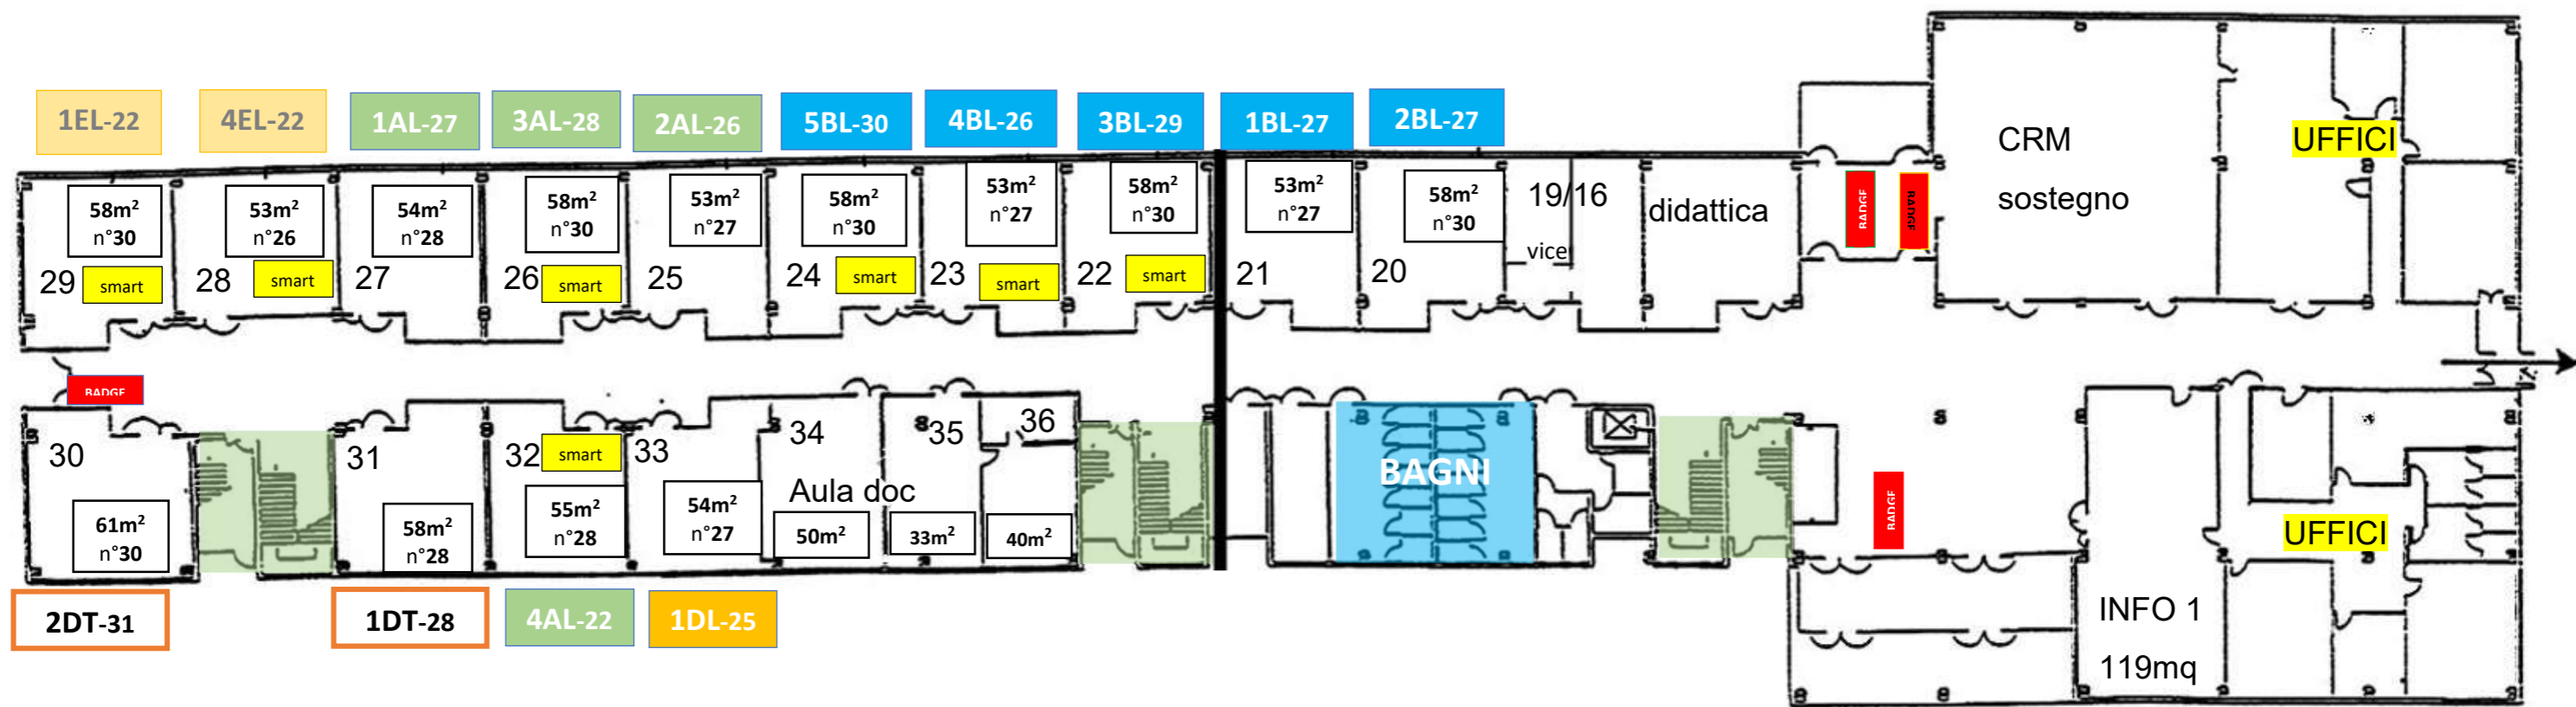 1EL-22
4EL-22
1AL-27
3AL-28
2AL-26
5BL-30
4BL-26
3BL-29
1BL-27
2BL-27
58m²
n°30
29
smart
53m²
n°26
28
smart
54m²
n°28
27
58m²
n°30
26
smart
53m²
n°27
25
58m²
n°30
24
smart
53m²
n°27
23
smart
58m²
n°30
22
smart
53m²
n°27
21
58m²
n°30
20
19/16
vice
didattica
BADGE
BADGE
CRM
sostegno
UFFICI
BADGE
30
61m²
n°30
31
58m²
n°28
32
smart
55m²
n°28
33
54m²
n°27
34
Aula doc
50m²
35
33m²
36
40m²
BAGNI
BADGE
UFFICI
INFO 1
119mq
2DT-31
1DT-28
4AL-22
1DL-25